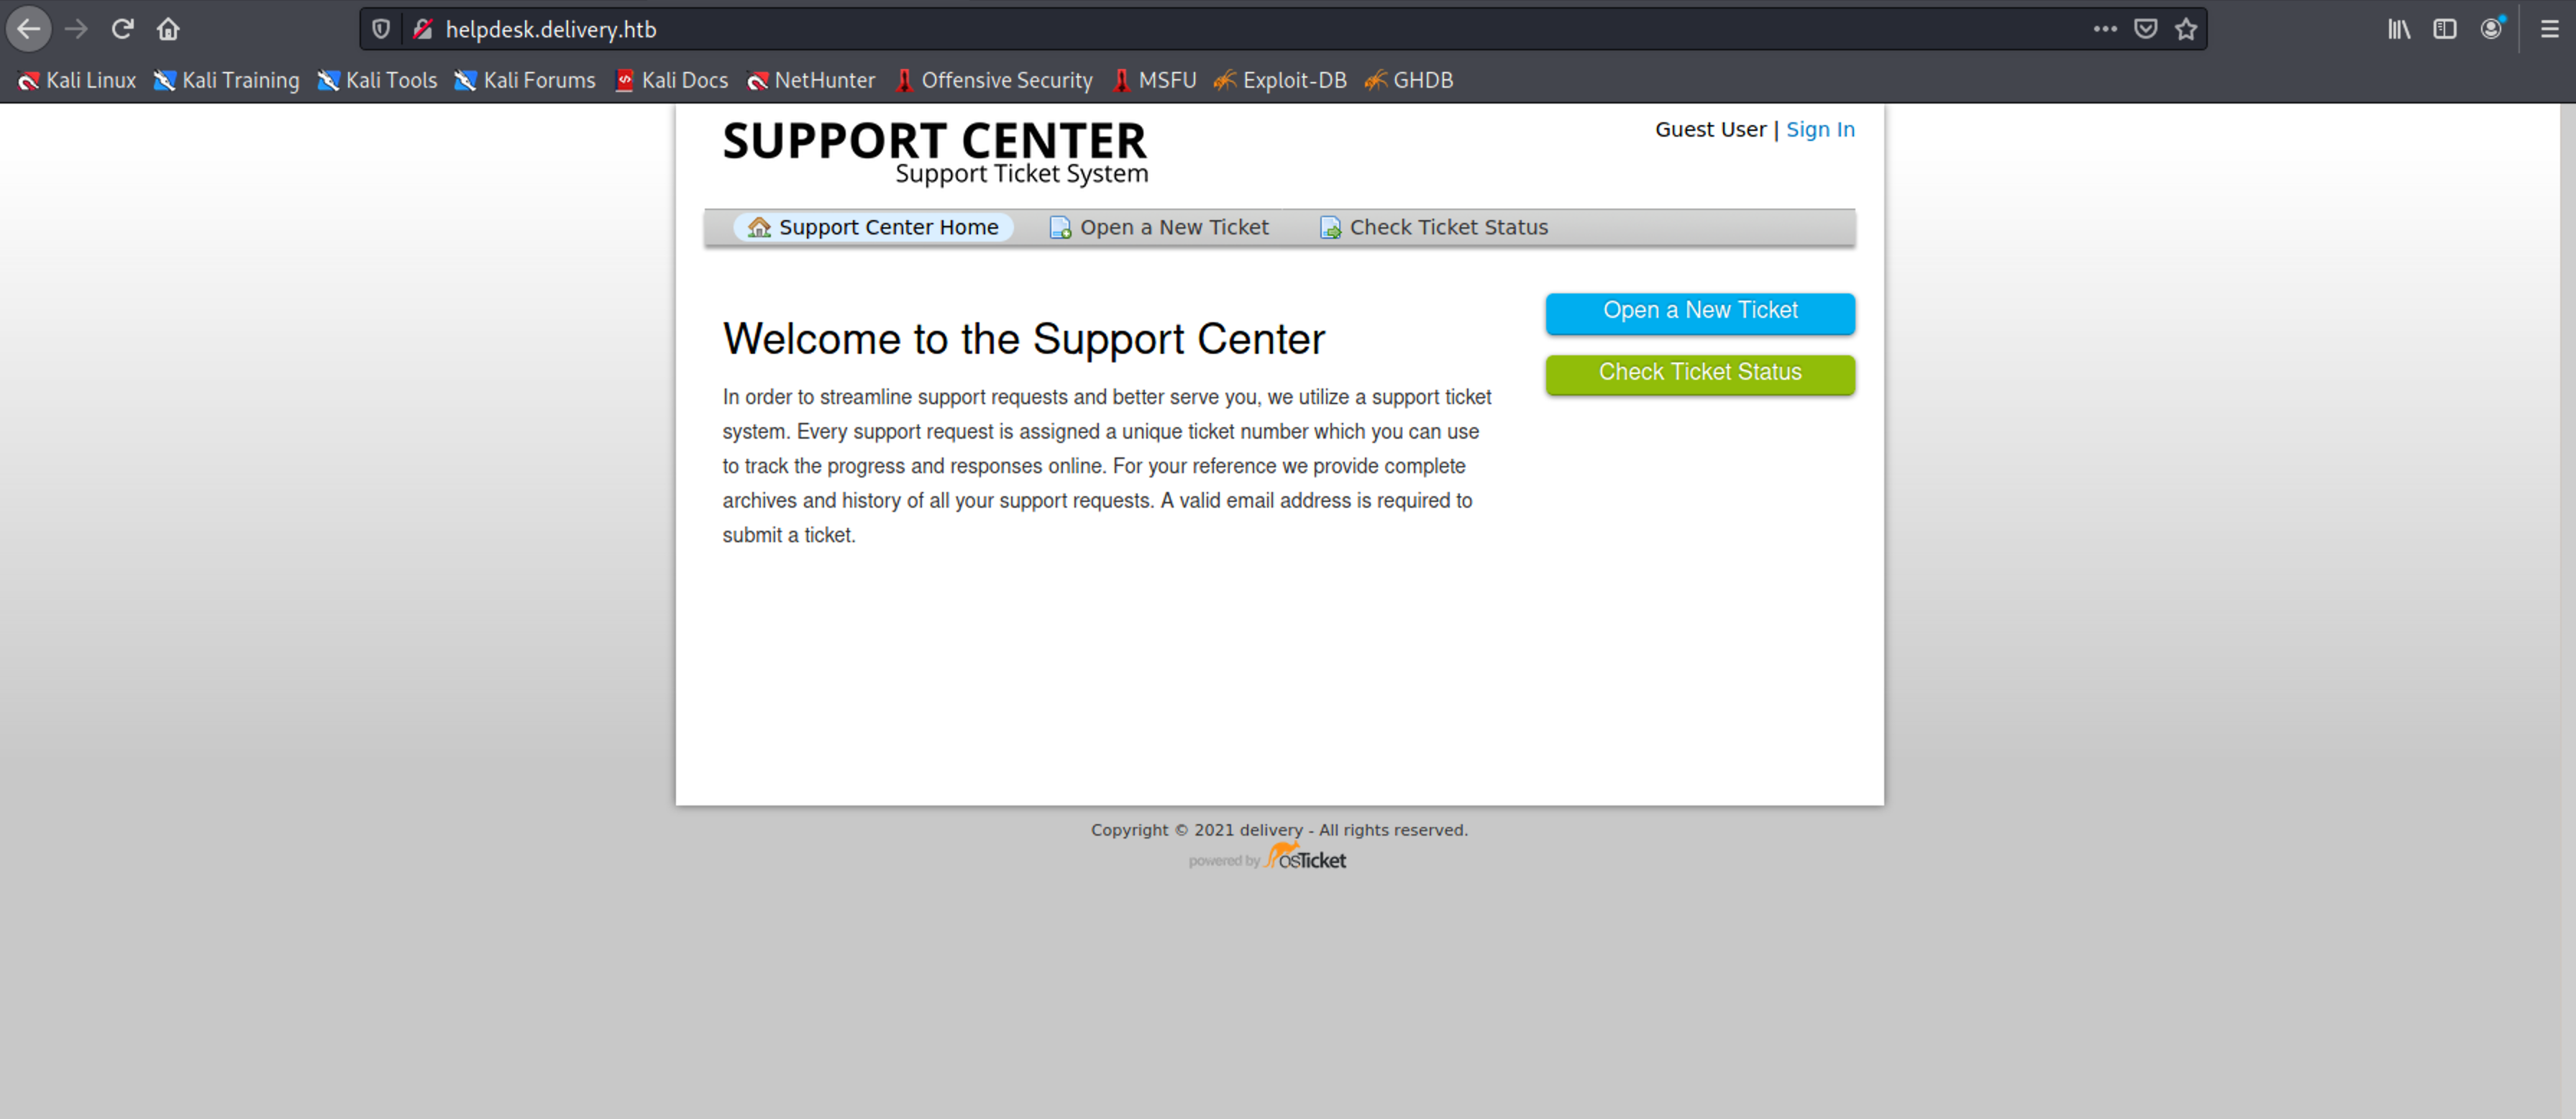 helpdesk.delivery.htb
Kali Linux Kali Training Kali Tools Kali Forums Kali Docs NetHunter Offensive Security MSFU Exploit-DB GHDB
SUPPORT CENTER
Support Ticket System
Guest User | Sign In
Support Center Home Open a New Ticket Check Ticket Status
Open a New Ticket
Check Ticket Status
Welcome to the Support Center
In order to streamline support requests and better serve you, we utilize a support ticket
system. Every support request is assigned a unique ticket number which you can use
to track the progress and responses online. For your reference we provide complete
archives and history of all your support requests. A valid email address is required to
submit a ticket.
Copyright © 2021 delivery - All rights reserved.
powered by osTicket